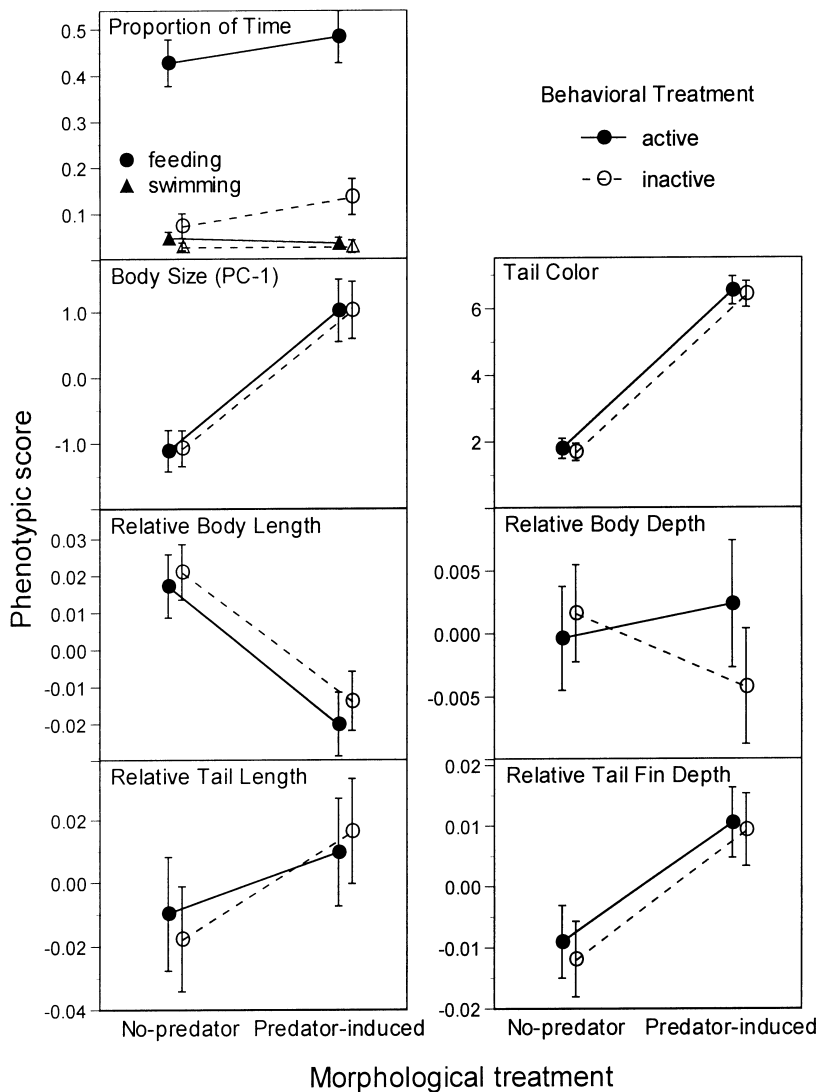 Proportion of Time
0.5
0.4
0.3
0.2
0.1
feeding
swimming
Behavioral Treatment
active
inactive
Body Size (PC-1)
1.0
0.0
-1.0
Tail Color
6
4
2
Phenotypic score
Relative Body Length
0.03
0.02
0.01
0.00
-0.01
-0.02
Relative Body Depth
0.005
0.000
-0.005
Relative Tail Length
0.02
0.00
-0.02
-0.04
Relative Tail Fin Depth
0.02
0.01
0.00
-0.01
-0.02
No-predator Predator-induced
No-predator Predator-induced
Morphological treatment